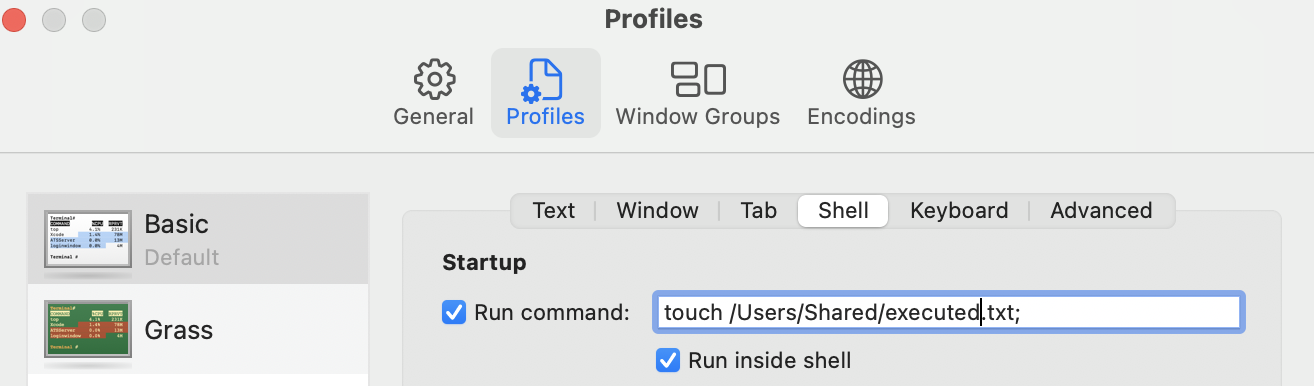 Profiles
General Profiles Window Groups Encodings
Basic
Default
Grass
Text Window Tab Shell Keyboard Advanced
Startup
Run command: touch /Users/Shared/executed.txt;
Run inside shell